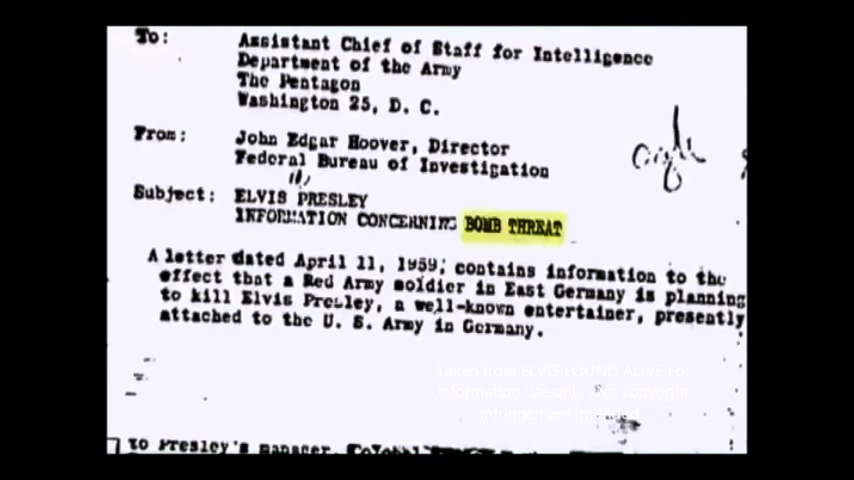 To: Assistant Chief of Staff for Intelligence
Department of the Army
The Pentagon
Washington 25, D. C.
From: John Edgar Hoover, Director
Federal Bureau of Investigation
Subject: ELVIS PRESLEY
INFORMATION CONCERNING BOMB THREAT
A letter dated April 11, 1959, contains information to the
effect that a Red Army soldier in East Germany is planning
to kill Elvis Presley, a well-known entertainer, presently
attached to the U. S. Army in Germany.
Taken from ELVIS FOUND ALIVE For
information use only. No copyright
infringement intended.
to Presley's manager, Colonel